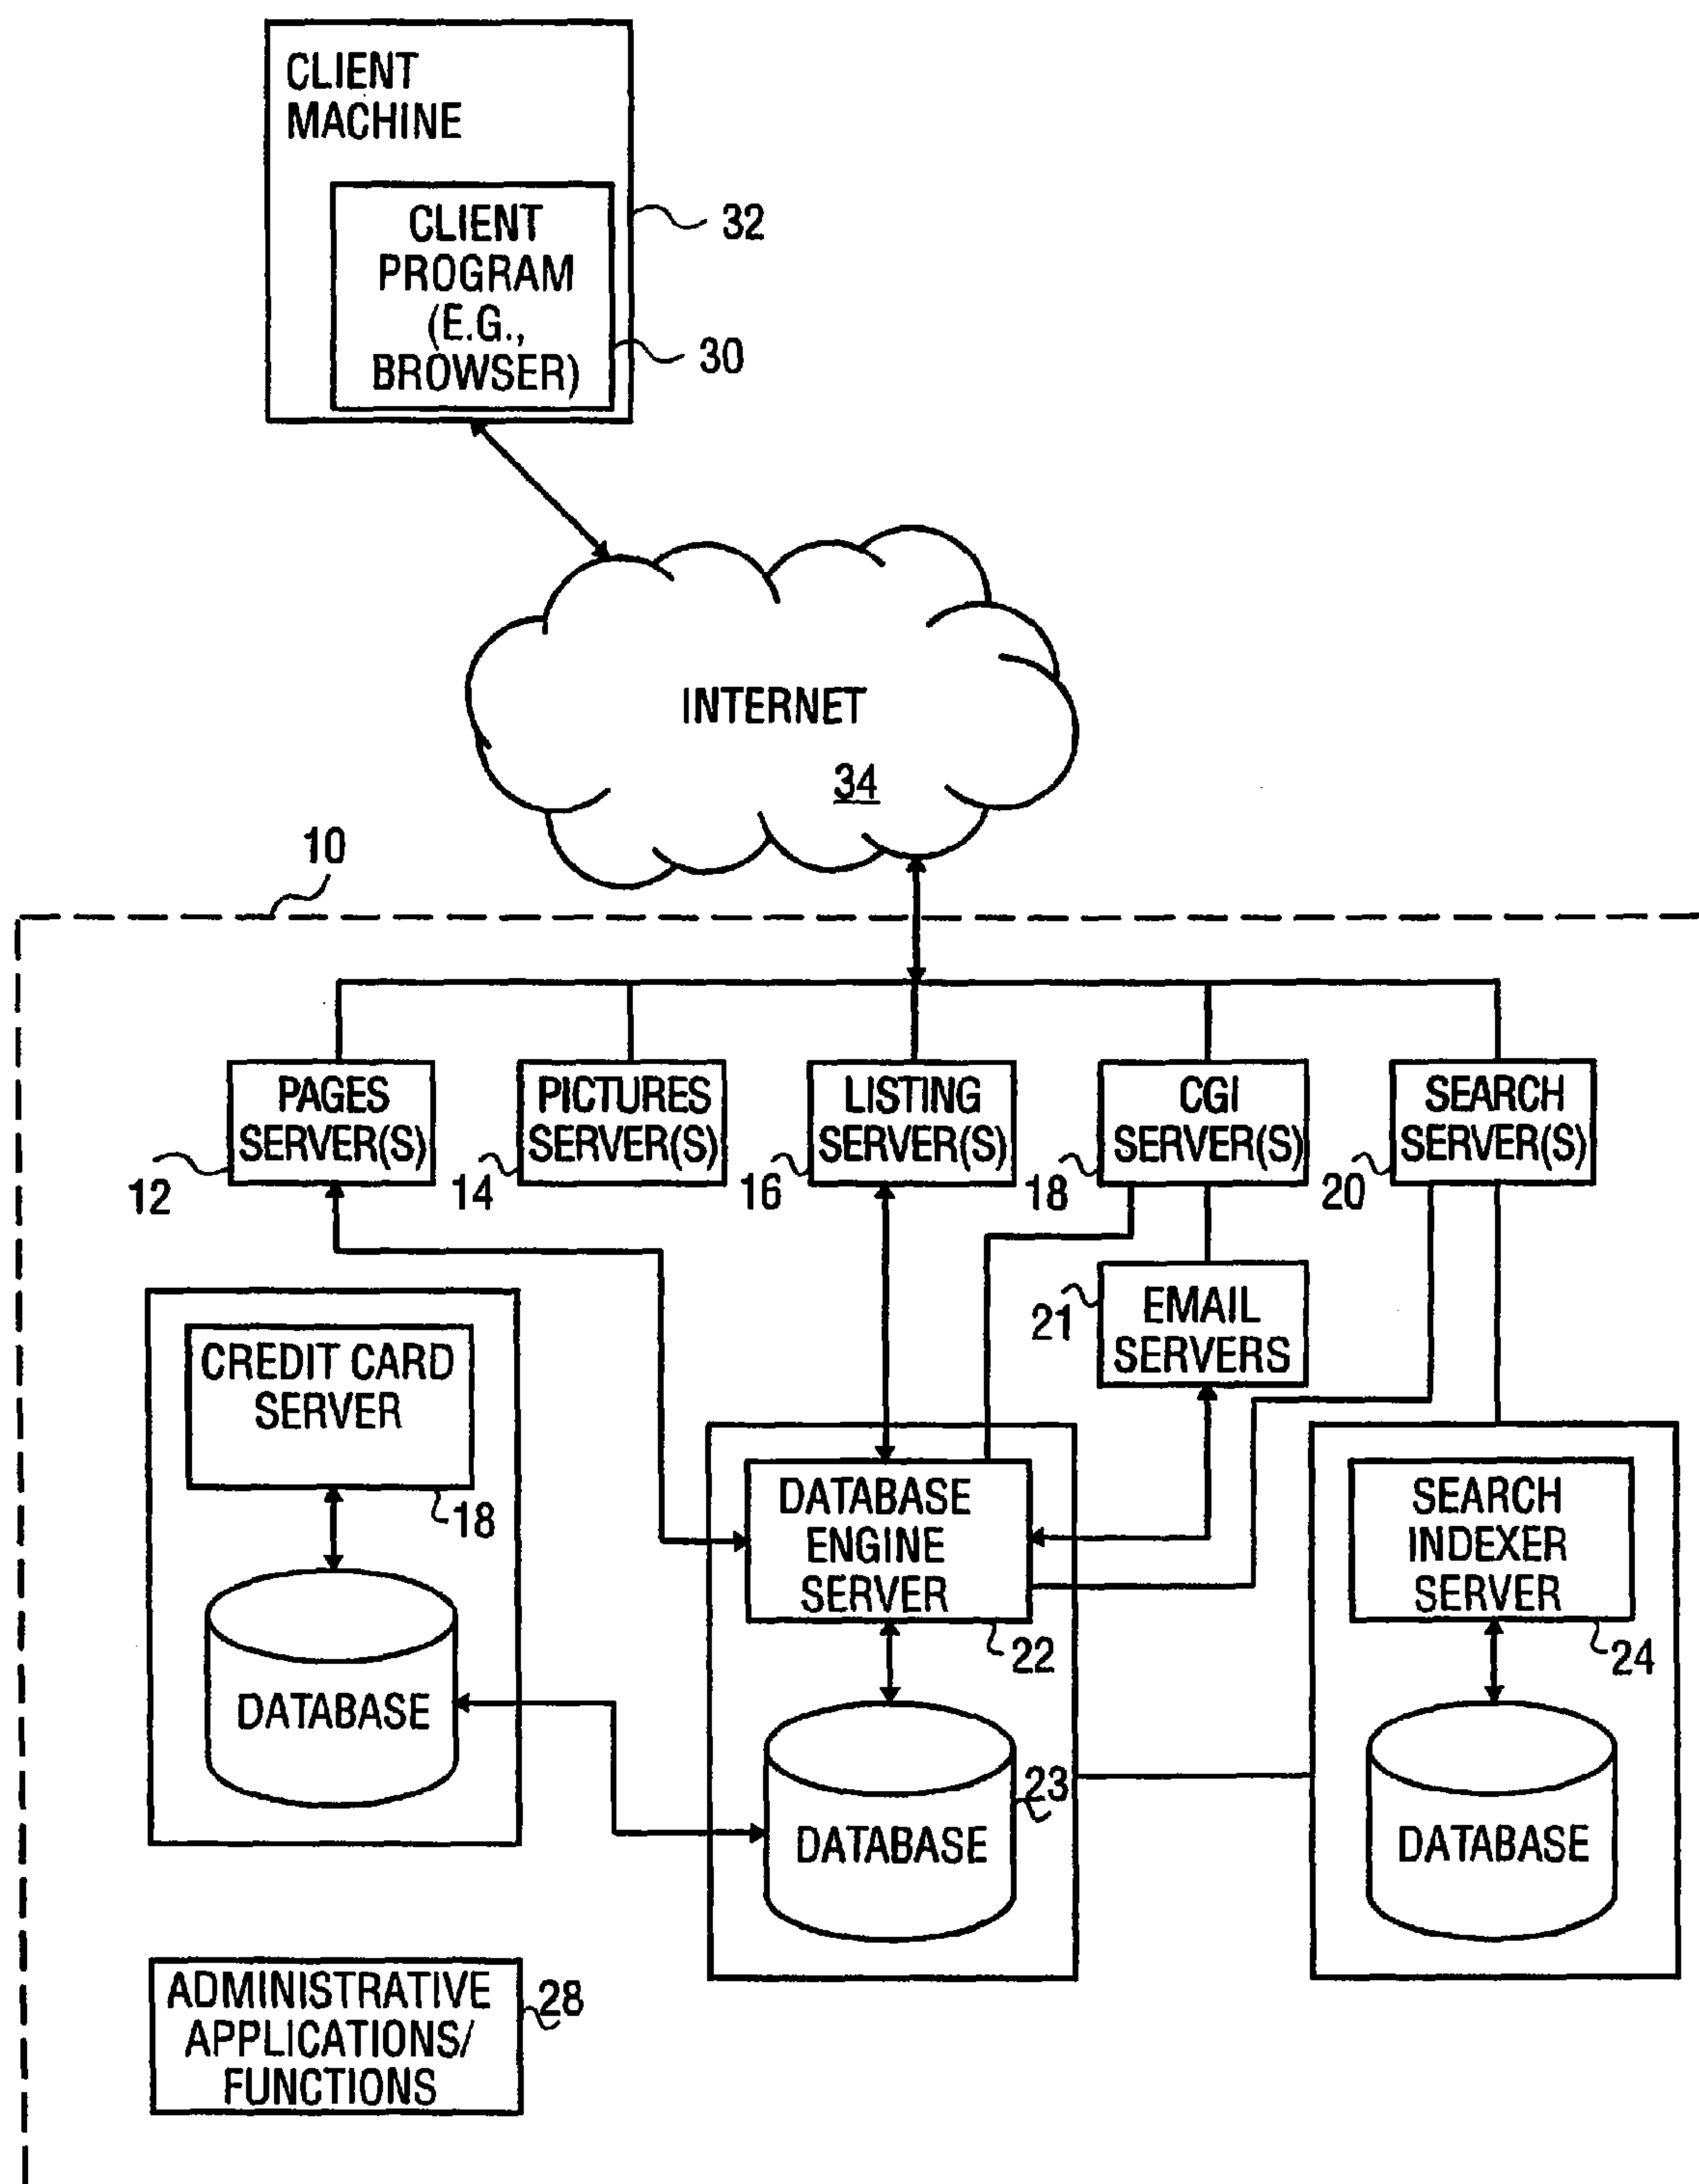 CLIENT
MACHINE
CLIENT
PROGRAM
(E.G.,
BROWSER)
32
30
INTERNET
34
10
PAGES
SERVER(S)
12
PICTURES
SERVER(S)
14
LISTING
SERVER(S)
16
CGI
SERVER(S)
18
SEARCH
SERVER(S)
20
EMAIL
SERVERS
21
CREDIT CARD
SERVER
18
DATABASE
DATABASE
ENGINE
SERVER
22
DATABASE
23
SEARCH
INDEXER
SERVER
24
DATABASE
ADMINISTRATIVE
APPLICATIONS/
FUNCTIONS
28